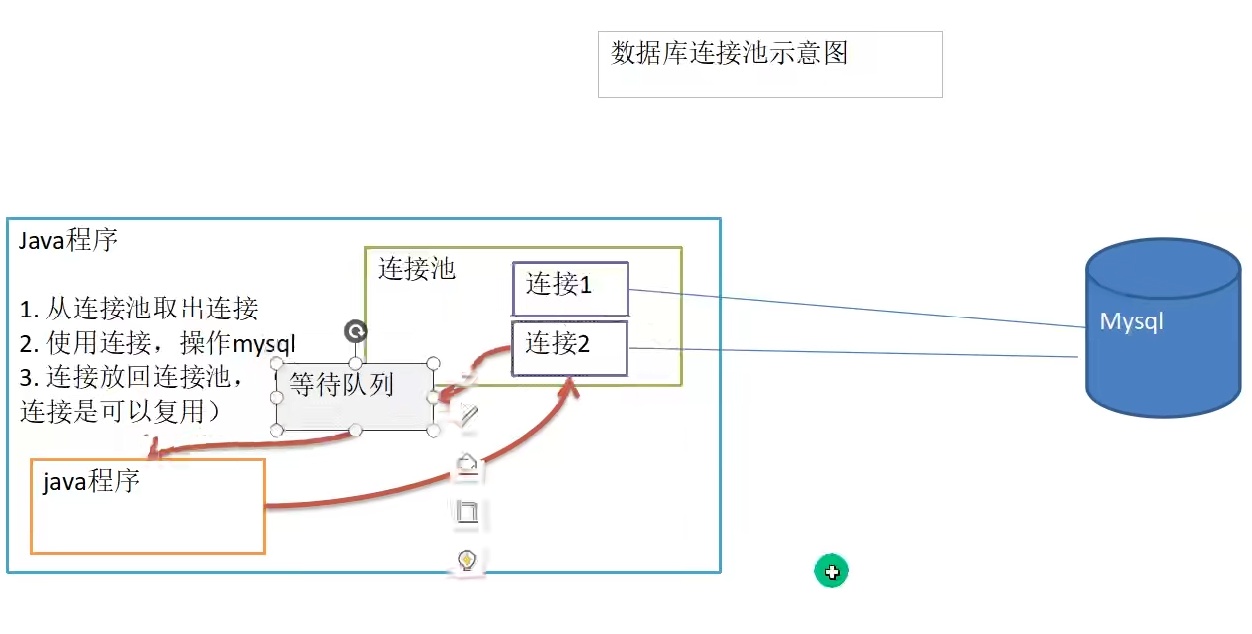 数据库连接池示意图
Java程序
连接池
连接1
1. 从连接池取出连接
2. 使用连接，操作mysql
连接2
3. 连接放回连接池，（
等待队列
连接是可以复用）
java程序
Mysql